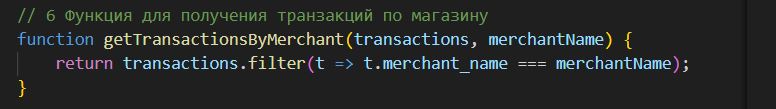 // 6 Функция для получения транзакций по магазину
function getTransactionsByMerchant(transactions, merchantName) {
    return transactions.filter(t => t.merchant_name === merchantName);
}